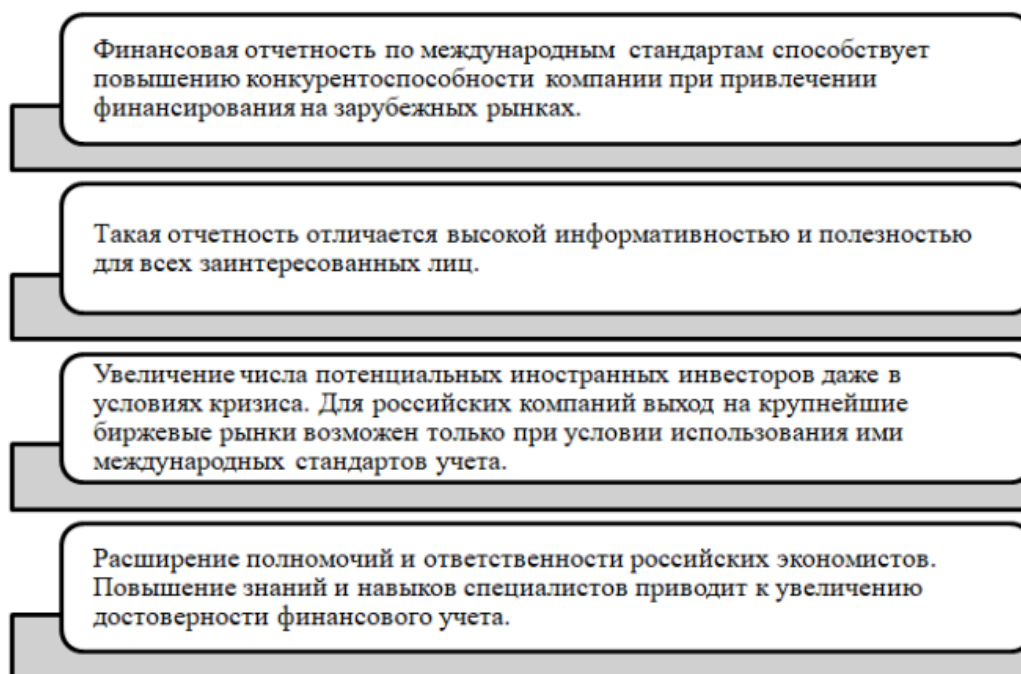 Финансовая отчетность по международным стандартам способствует
повышению конкурентоспособности компании при привлечении
финансирования на зарубежных рынках.
Такая отчетность отличается высокой информативностью и полезностью
для всех заинтересованных лиц.
Увеличение числа потенциальных иностранных инвесторов даже в
условиях кризиса. Для российских компаний выход на крупнейшие
биржевые рынки возможен только при условии использования ими
международных стандартов учета.
Расширение полномочий и ответственности российских экономистов.
Повышение знаний и навыков специалистов приводит к увеличению
достоверности финансового учета.